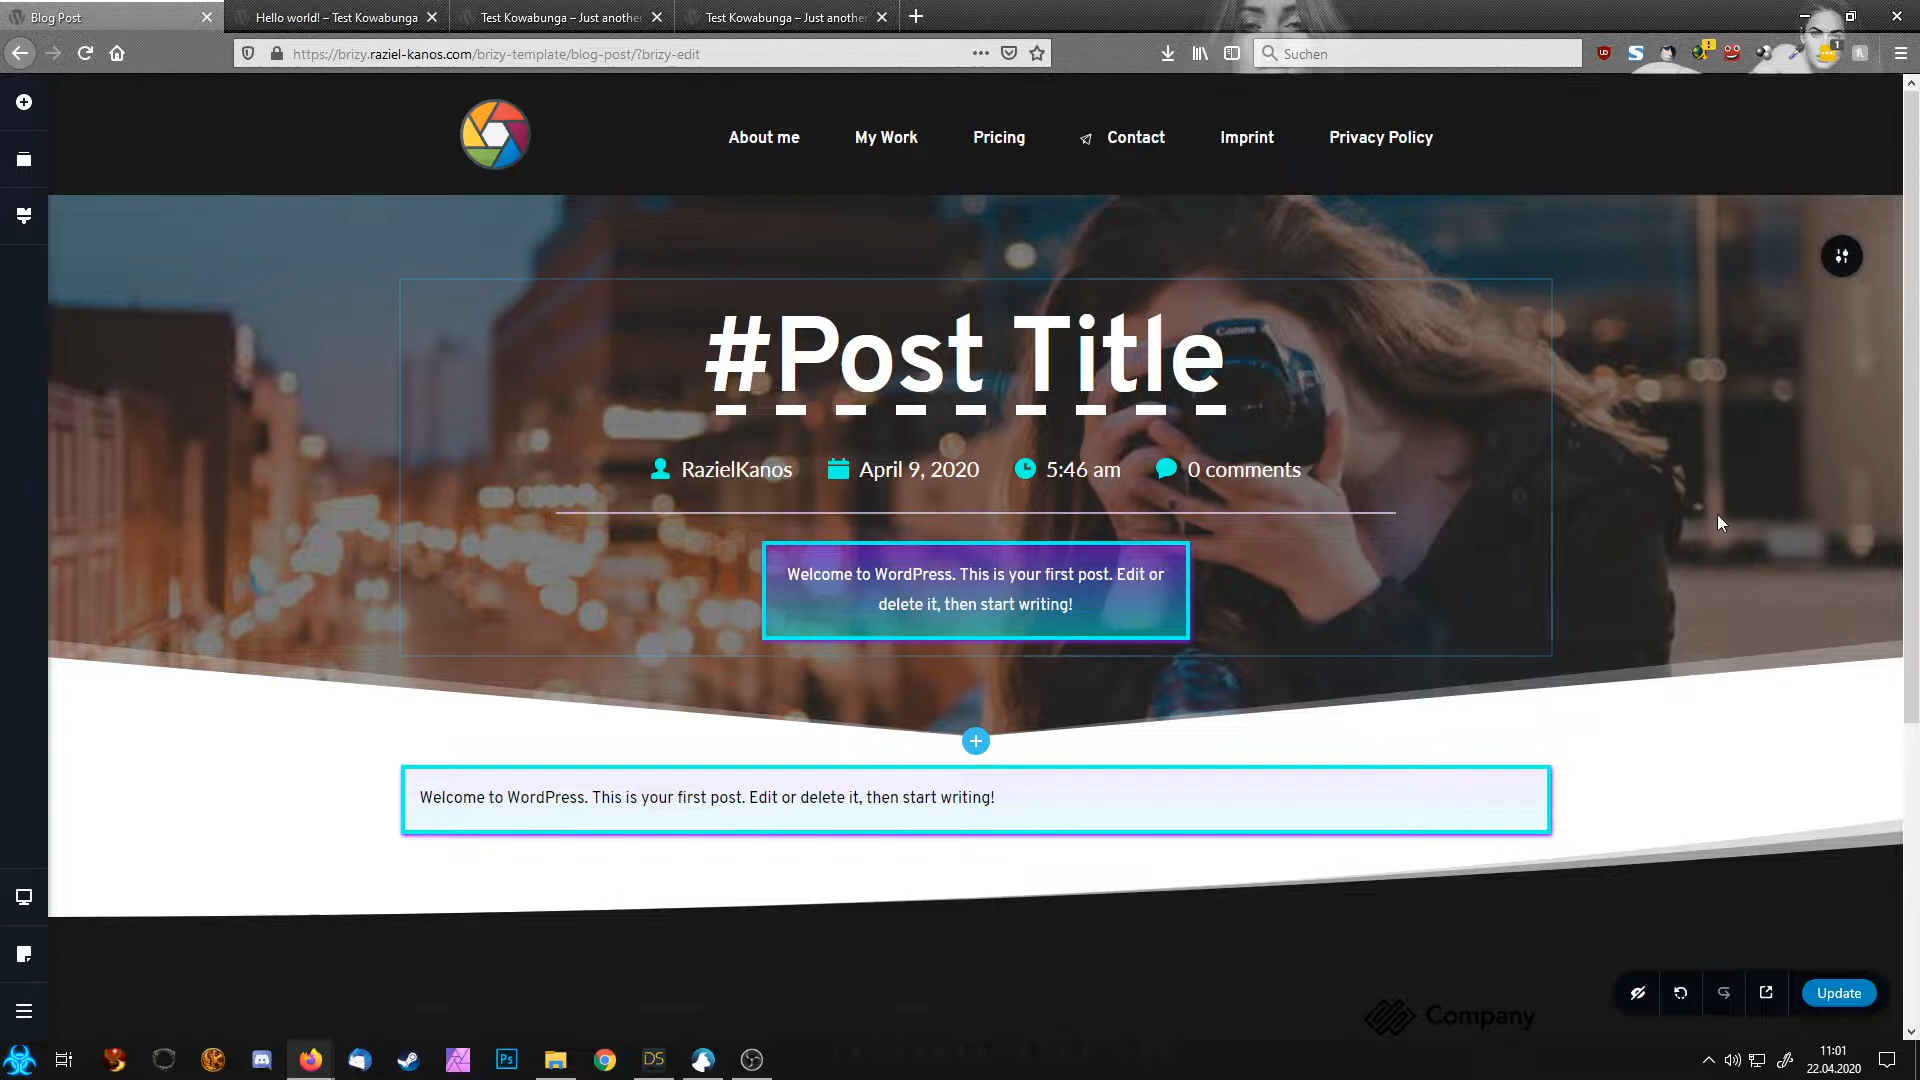 Blog Post
Hello world! – Test Kowabunga
Test Kowabunga – Just another
Test Kowabunga – Just another
https://brizy.raziel-kanos.com/brizy-template/blog-post/?brizy-edit
Suchen
1
About me
My Work
Pricing
Contact
Imprint
Privacy Policy
Canon
#Post Title
RazielKanos
April 9, 2020
5:46 am
0 comments
Welcome to WordPress. This is your first post. Edit or
delete it, then start writing!
Welcome to WordPress. This is your first post. Edit or delete it, then start writing!
Company
Update
Ps
DS
11:01
22.04.2020